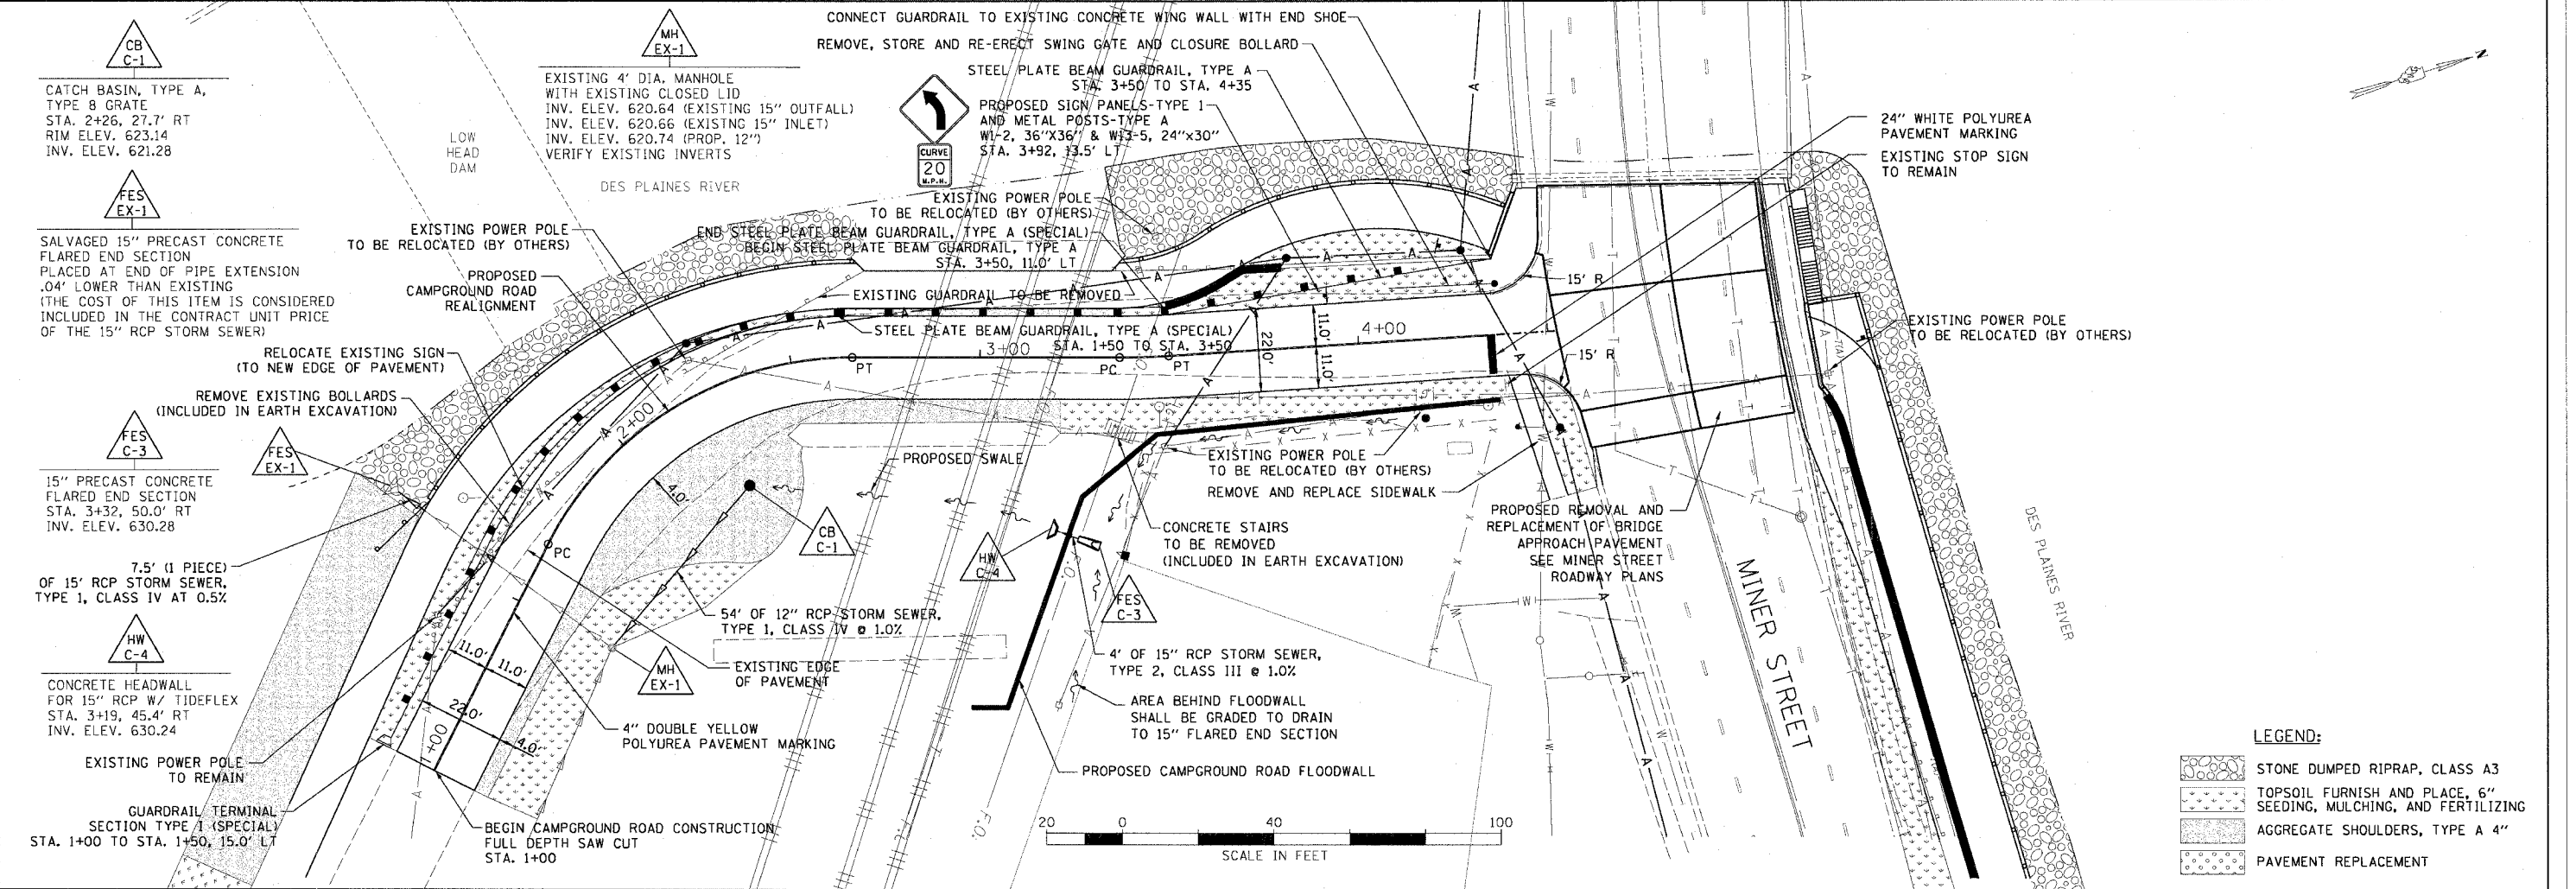 CB
C-1
CATCH BASIN, TYPE A,
TYPE 8 GRATE
STA. 2+26, 27.7' RT
RIM ELEV. 623.14
INV. ELEV. 621.28
FES
EX-1
SALVAGED 15" PRECAST CONCRETE
FLARED END SECTION
PLACED AT END OF PIPE EXTENSION
.04' LOWER THAN EXISTING
(THE COST OF THIS ITEM IS CONSIDERED
INCLUDED IN THE CONTRACT UNIT PRICE
OF THE 15" RCP STORM SEWER)
RELOCATE EXISTING SIGN
(TO NEW EDGE OF PAVEMENT)
REMOVE EXISTING BOLLARDS
(INCLUDED IN EARTH EXCAVATION)
FES
C-3
15" PRECAST CONCRETE
FLARED END SECTION
STA. 3+32, 50.0' RT
INV. ELEV. 630.28
FES
EX-1
7.5' (1 PIECE)
OF 15' RCP STORM SEWER,
TYPE 1, CLASS IV AT 0.5%
HW
C-4
CONCRETE HEADWALL
FOR 15" RCP W/ TIDEFLEX
STA. 3+19, 45.4' RT
INV. ELEV. 630.24
EXISTING POWER POLE
TO REMAIN
GUARDRAIL TERMINAL
SECTION TYPE 1 (SPECIAL)
STA. 1+00 TO STA. 1+50, 15.0' LT
MH
EX-1
EXISTING 4' DIA. MANHOLE
WITH EXISTING CLOSED LID
INV. ELEV. 620.64 (EXISTING 15" OUTFALL)
INV. ELEV. 620.66 (EXISTNG 15" INLET)
INV. ELEV. 620.74 (PROP. 12")
VERIFY EXISTING INVERTS
LOW
HEAD
DAM
DES PLAINES RIVER
EXISTING POWER POLE
TO BE RELOCATED (BY OTHERS)
PROPOSED
CAMPGROUND ROAD
REALIGNMENT
CONNECT GUARDRAIL TO EXISTING CONCRETE WING WALL WITH END SHOE
REMOVE, STORE AND RE-ERECT SWING GATE AND CLOSURE BOLLARD
STEEL PLATE BEAM GUARDRAIL, TYPE A
STA. 3+50 TO STA. 4+35
PROPOSED SIGN PANELS-TYPE 1
AND METAL POSTS-TYPE A
W1-2, 36"X36" & W13-5, 24"x30"
STA. 3+92, 13.5' LT
CURVE
20
M.P.H.
EXISTING POWER POLE
TO BE RELOCATED (BY OTHERS)
END STEEL PLATE BEAM GUARDRAIL, TYPE A (SPECIAL)
BEGIN STEEL PLATE BEAM GUARDRAIL, TYPE A
STA. 3+50, 11.0' LT
EXISTING GUARDRAIL TO BE REMOVED
STEEL PLATE BEAM GUARDRAIL, TYPE A (SPECIAL)
STA. 1+50 TO STA. 3+50
3+00
4+00
2+00
1+00
PT
PC
PT
PC
22.0'
11.0'
11.0'
15' R
15' R
24" WHITE POLYUREA
PAVEMENT MARKING
EXISTING STOP SIGN
TO REMAIN
EXISTING POWER POLE
TO BE RELOCATED (BY OTHERS)
PROPOSED SWALE
4.0'
CB
C-1
EXISTING POWER POLE
TO BE RELOCATED (BY OTHERS)
REMOVE AND REPLACE SIDEWALK
CONCRETE STAIRS
TO BE REMOVED
(INCLUDED IN EARTH EXCAVATION)
PROPOSED REMOVAL AND
REPLACEMENT OF BRIDGE
APPROACH PAVEMENT
SEE MINER STREET
ROADWAY PLANS
MINER STREET
DES PLAINES RIVER
HW
C-4
FES
C-3
54' OF 12" RCP STORM SEWER,
TYPE 1, CLASS IV @ 1.0%
MH
EX-1
EXISTING EDGE
OF PAVEMENT
4' OF 15" RCP STORM SEWER,
TYPE 2, CLASS III @ 1.0%
AREA BEHIND FLOODWALL
SHALL BE GRADED TO DRAIN
TO 15" FLARED END SECTION
PROPOSED CAMPGROUND ROAD FLOODWALL
11.0'
11.0'
22.0'
4.0'
4" DOUBLE YELLOW
POLYUREA PAVEMENT MARKING
BEGIN CAMPGROUND ROAD CONSTRUCTION
FULL DEPTH SAW CUT
STA. 1+00
F.O.
20 0 40 100
SCALE IN FEET
LEGEND:
STONE DUMPED RIPRAP, CLASS A3
TOPSOIL FURNISH AND PLACE, 6"
SEEDING, MULCHING, AND FERTILIZING
AGGREGATE SHOULDERS, TYPE A 4"
PAVEMENT REPLACEMENT